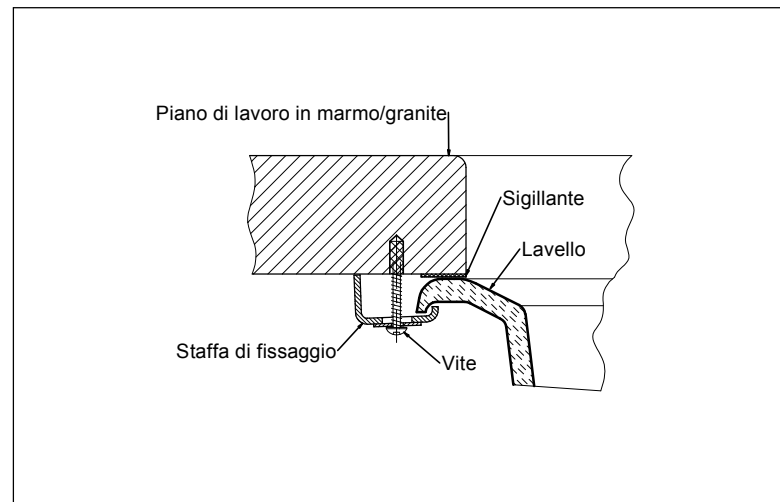 Piano di lavoro in marmo/granite
Sigillante
Lavello
Staffa di fissaggio
Vite